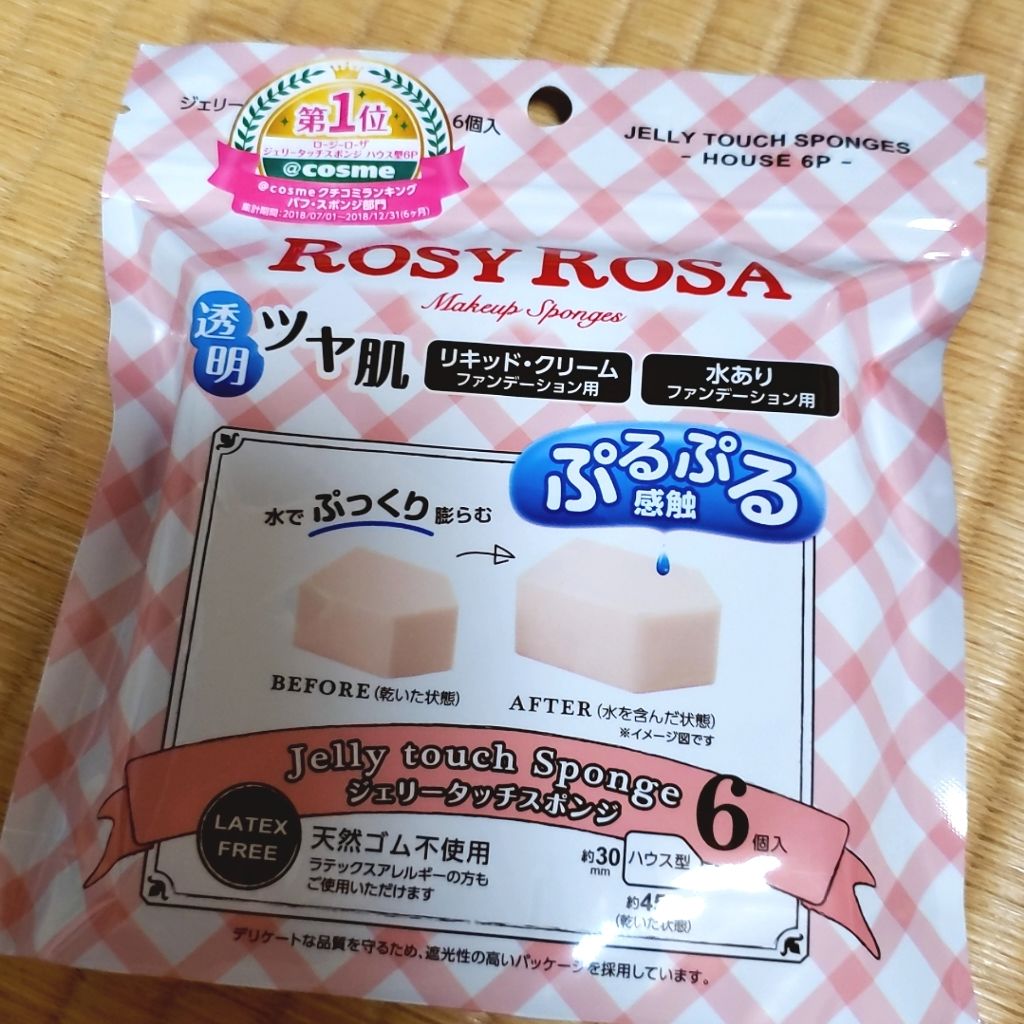 ジェリー
6個入
JELLY TOUCH SPONGES
- HOUSE 6P -
第1位
ロージーローザ
ジェリータッチスポンジ ハウス型6P
@cosme
@cosmeクチコミランキング
パフ・スポンジ部門
集計期間:2018/07/01～2018/12/31(6ヶ月)
ROSY ROSA
Makeup Sponges
透明
ツヤ肌
リキッド・クリーム
ファンデーション用
水あり
ファンデーション用
ぷるぷる
感触
水で ぷっくり 膨らむ
BEFORE (乾いた状態)
AFTER (水を含んだ状態)
※イメージ図です
Jelly touch Sponge
ジェリータッチスポンジ
6個入
LATEX
FREE
天然ゴム不使用
ラテックスアレルギーの方も
ご使用いただけます
約30
mm
ハウス型
(乾いた状態)
デリケートな品質を守るため、遮光性の高いパッケージを採用しています。